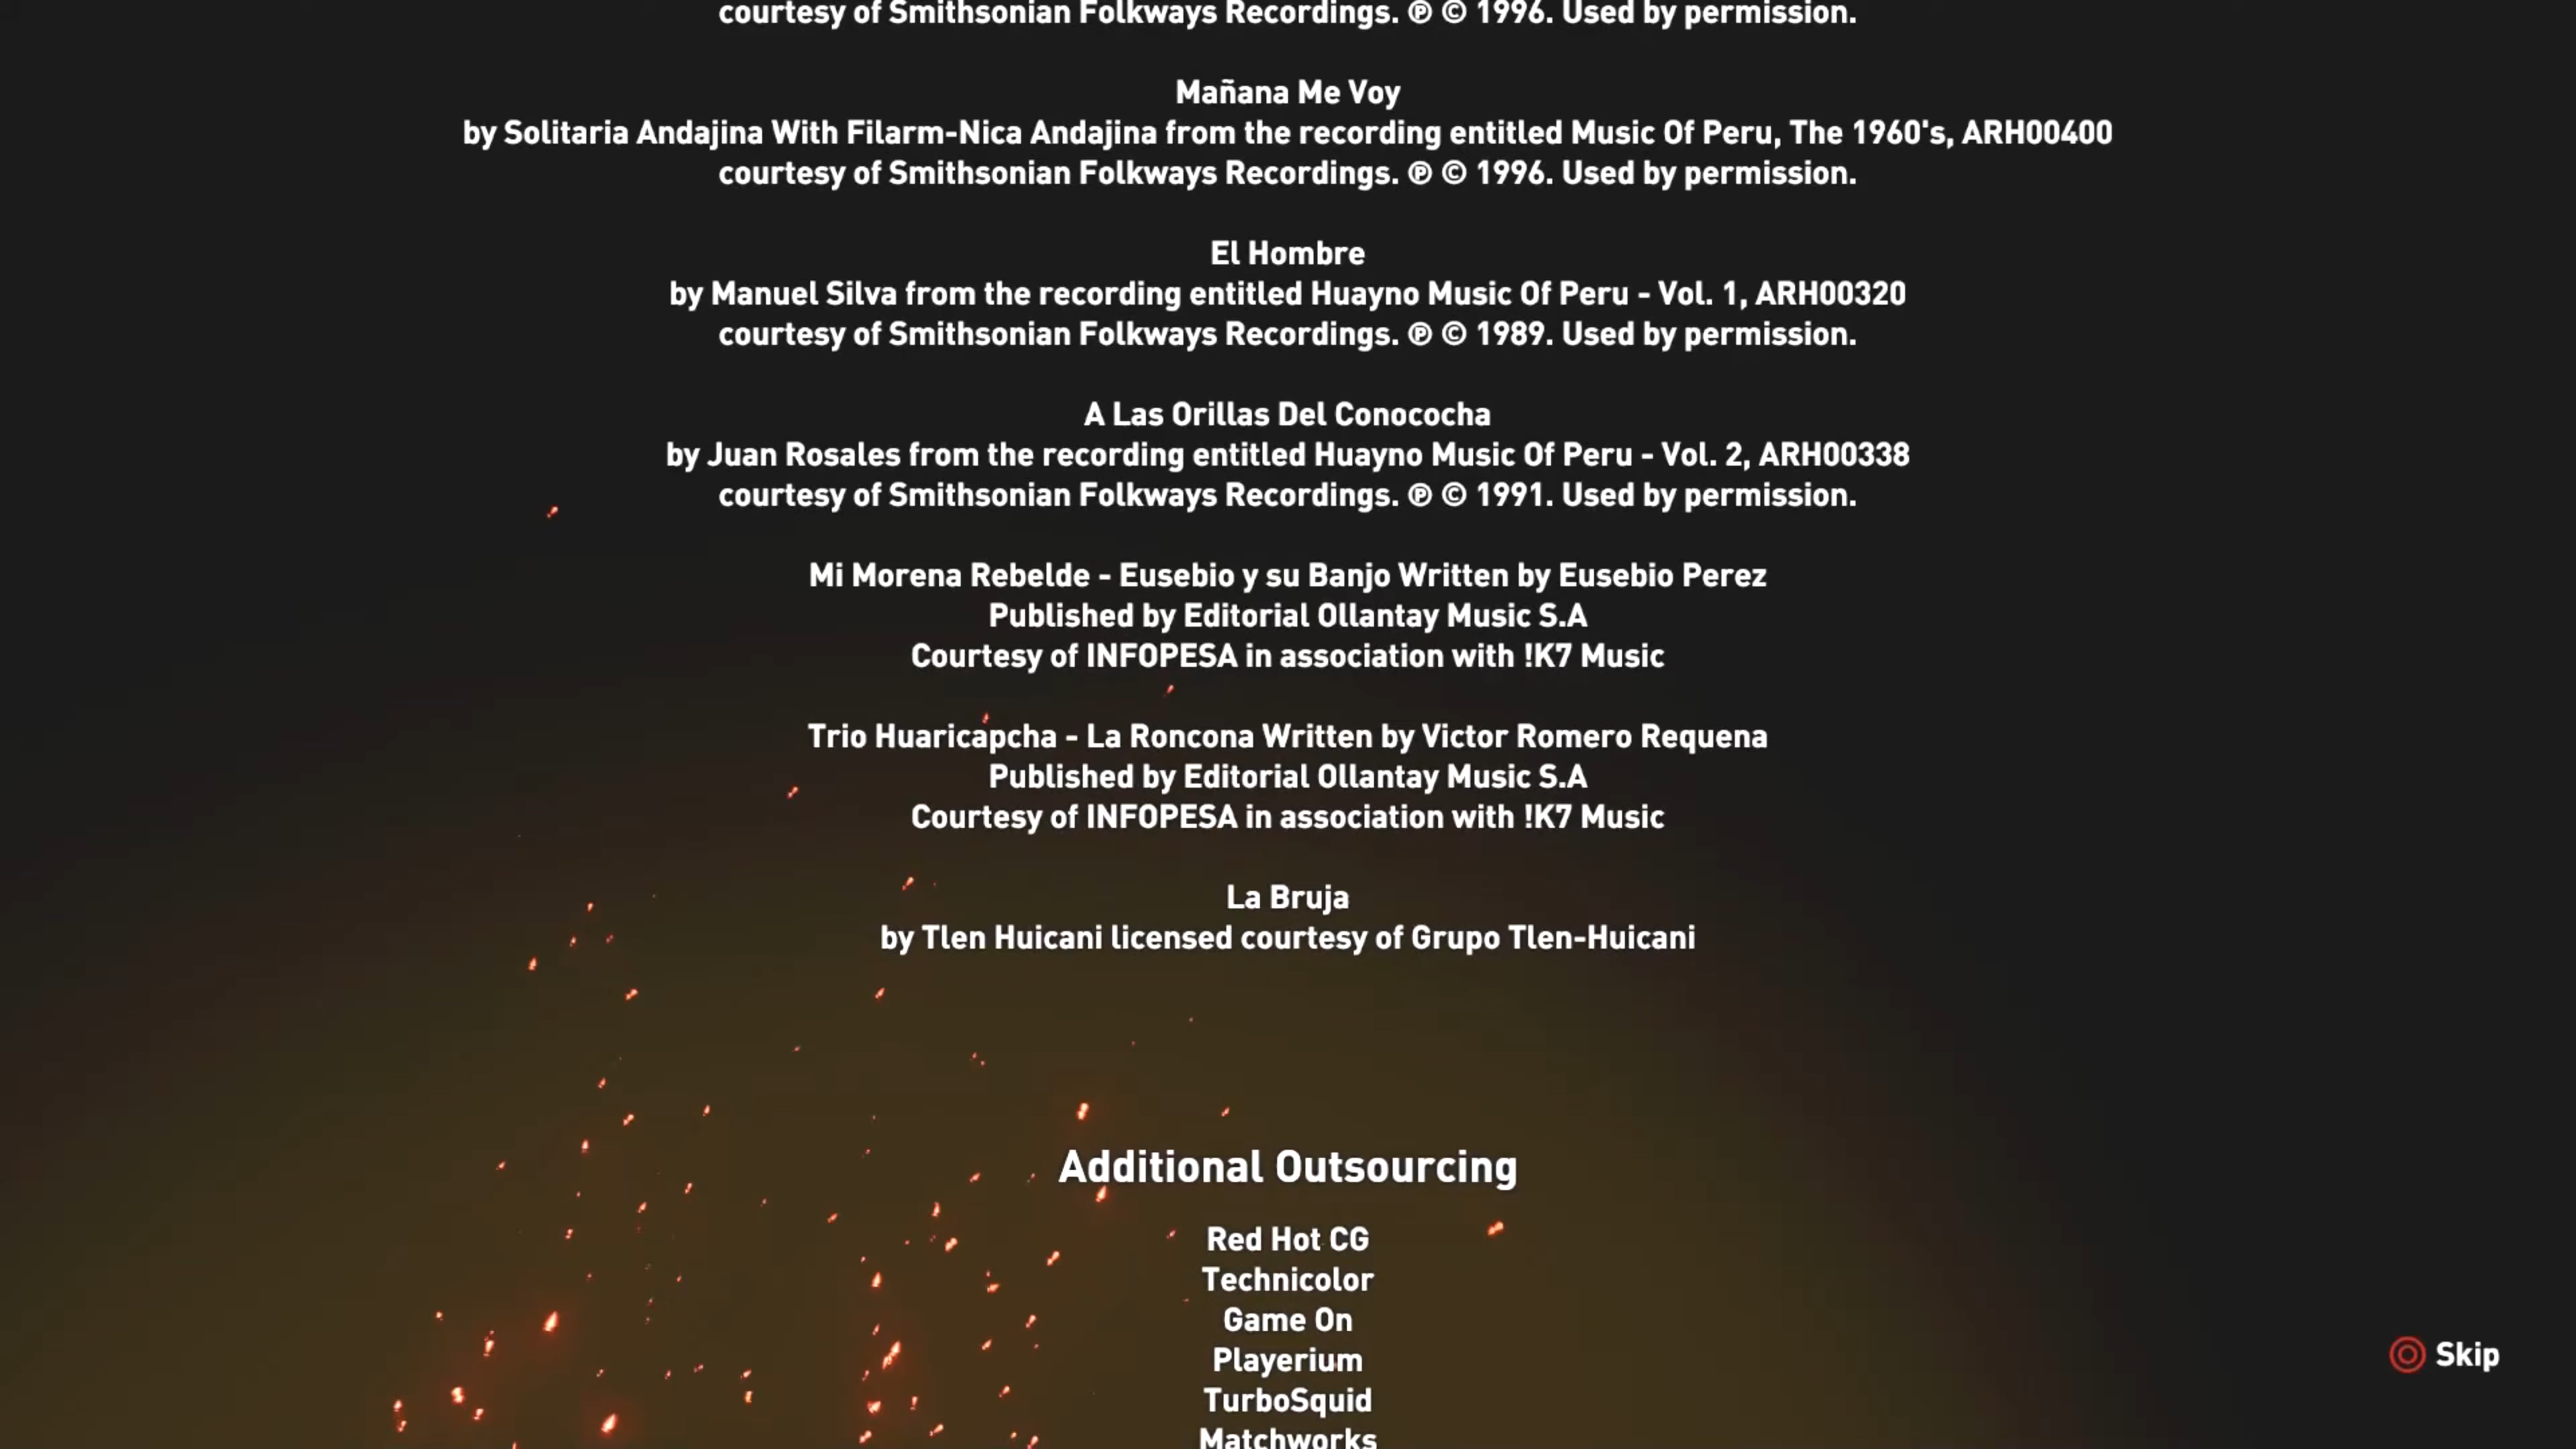 courtesy of Smithsonian Folkways Recordings. ℗ © 1996. Used by permission.
Mañana Me Voy
by Solitaria Andajina With Filarm-Nica Andajina from the recording entitled Music Of Peru, The 1960's, ARH00400
courtesy of Smithsonian Folkways Recordings. ℗ © 1996. Used by permission.
El Hombre
by Manuel Silva from the recording entitled Huayno Music Of Peru - Vol. 1, ARH00320
courtesy of Smithsonian Folkways Recordings. ℗ © 1989. Used by permission.
A Las Orillas Del Conococha
by Juan Rosales from the recording entitled Huayno Music Of Peru - Vol. 2, ARH00338
courtesy of Smithsonian Folkways Recordings. ℗ © 1991. Used by permission.
Mi Morena Rebelde - Eusebio y su Banjo Written by Eusebio Perez
Published by Editorial Ollantay Music S.A
Courtesy of INFOPESA in association with !K7 Music
Trio Huaricapcha - La Roncona Written by Victor Romero Requena
Published by Editorial Ollantay Music S.A
Courtesy of INFOPESA in association with !K7 Music
La Bruja
by Tlen Huicani licensed courtesy of Grupo Tlen-Huicani
Additional Outsourcing
Red Hot CG
Technicolor
Game On
Playerium
Skip
TurboSquid
Matchworks